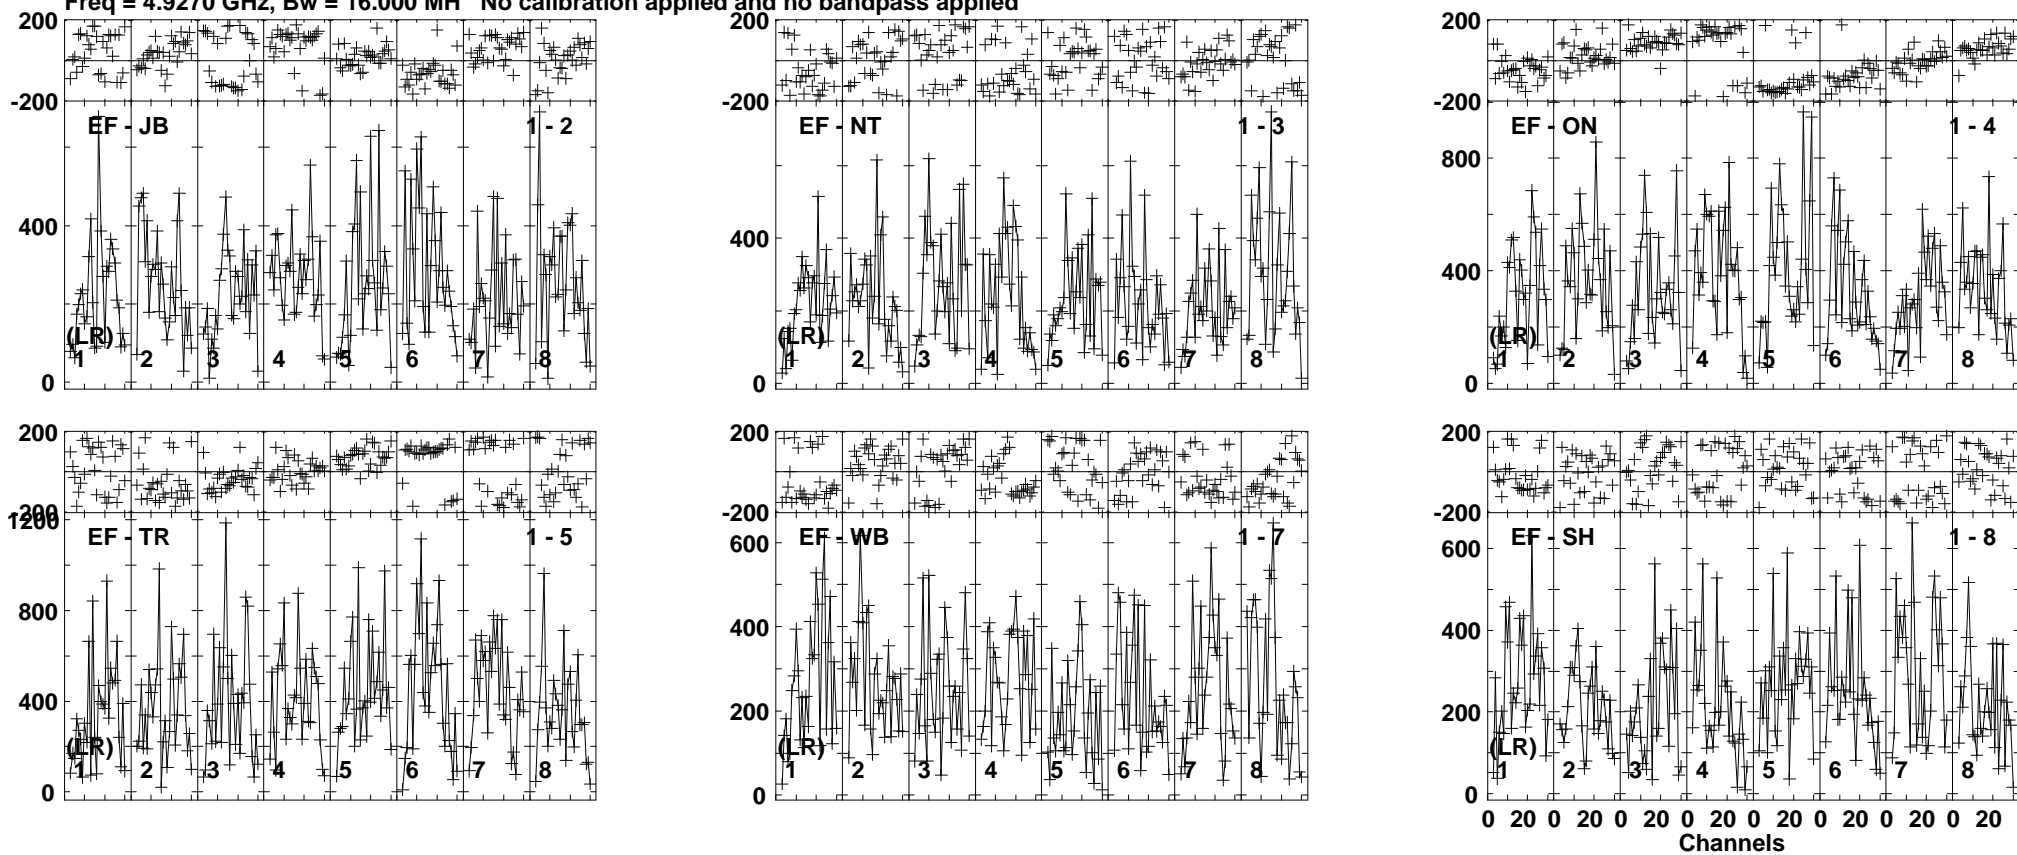 Freq = 4.9270 GHz, Bw = 16.000 MH   No calibration applied and no bandpass applied
200
-200
EF - JB
1 - 2
400
0
(LR)
1 2 3 4 5 6 7 8
EF - NT
1 - 3
400
0
(LR)
1 2 3 4 5 6 7 8
200
-200
EF - ON
1 - 4
800
400
0
(LR)
1 2 3 4 5 6 7 8
200
-200
1200
EF - TR
1 - 5
800
400
0
(LR)
1 2 3 4 5 6 7 8
200
-200
EF - WB
1 - 7
600
400
200
0
(LR)
1 2 3 4 5 6 7 8
200
-200
EF - SH
1 - 8
600
400
200
0
(LR)
1 2 3 4 5 6 7 8
0 20 0 20 0 20 0 20 0 20 0 20 0 20 0 20
Channels